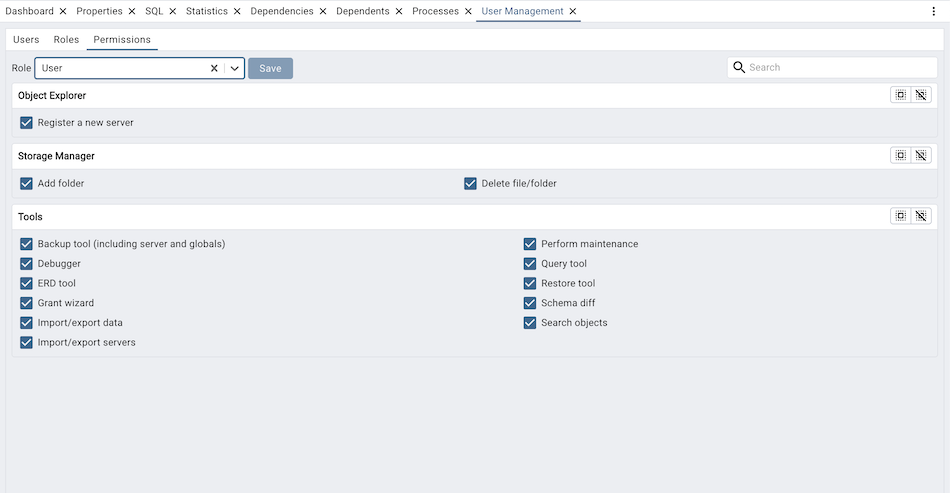 Dashboard Properties SQL Statistics Dependencies Dependents Processes User Management
Users Roles Permissions
Role User Save Search
Object Explorer
Register a new server
Storage Manager
Add folder Delete file/folder
Tools
Backup tool (including server and globals) Perform maintenance
Debugger Query tool
ERD tool Restore tool
Grant wizard Schema diff
Import/export data Search objects
Import/export servers